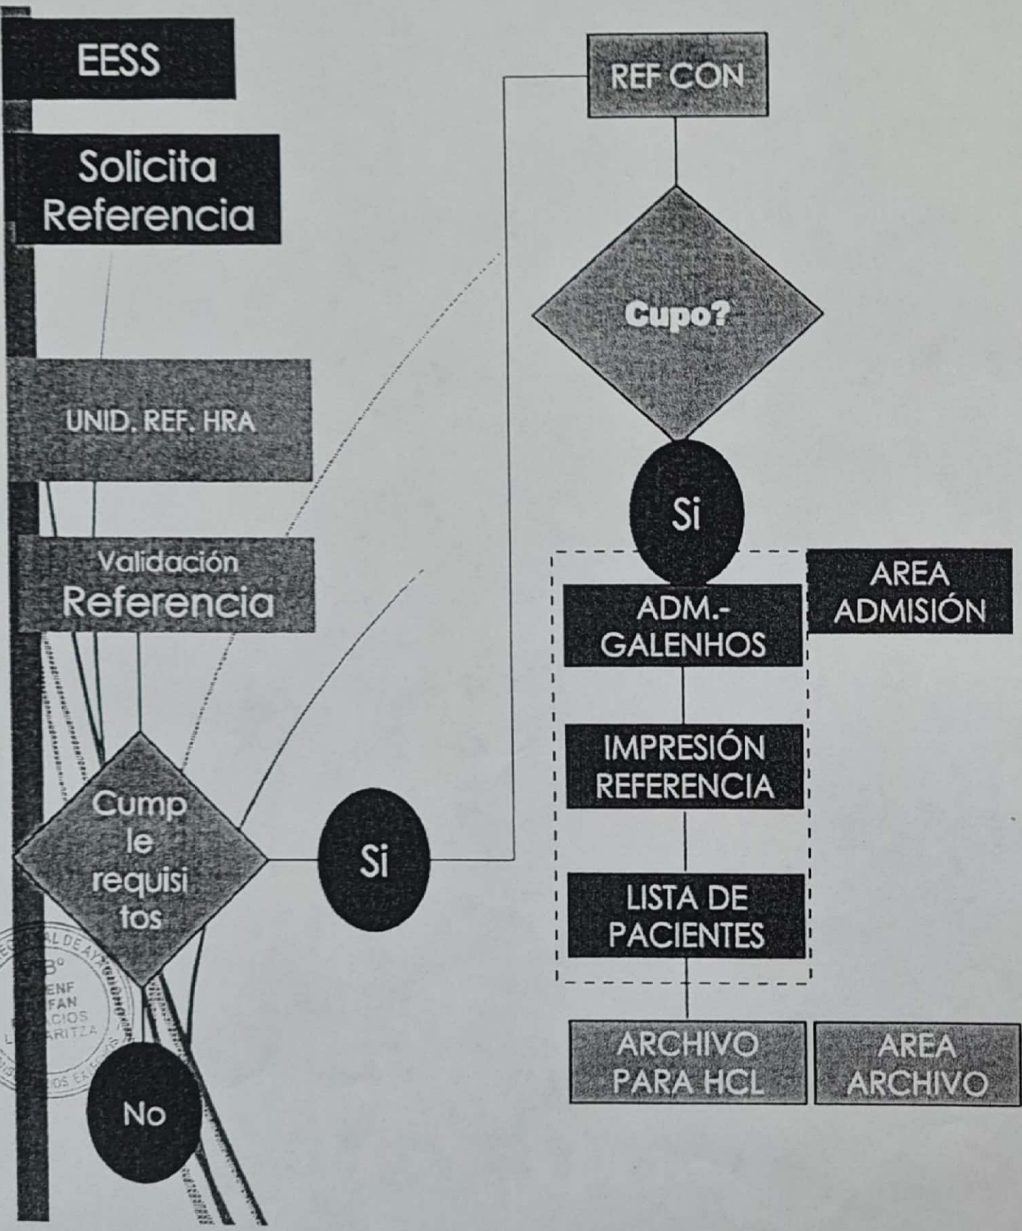 EESS
Solicita
Referencia
UNID. REF. HRA
Validación
Referencia
Cump
le
requisi
tos
Si
No
REF CON
Cupo?
Si
ADM.-
GALENHOS
AREA
ADMISIÓN
IMPRESIÓN
REFERENCIA
LISTA DE
PACIENTES
ARCHIVO
PARA HCL
AREA
ARCHIVO